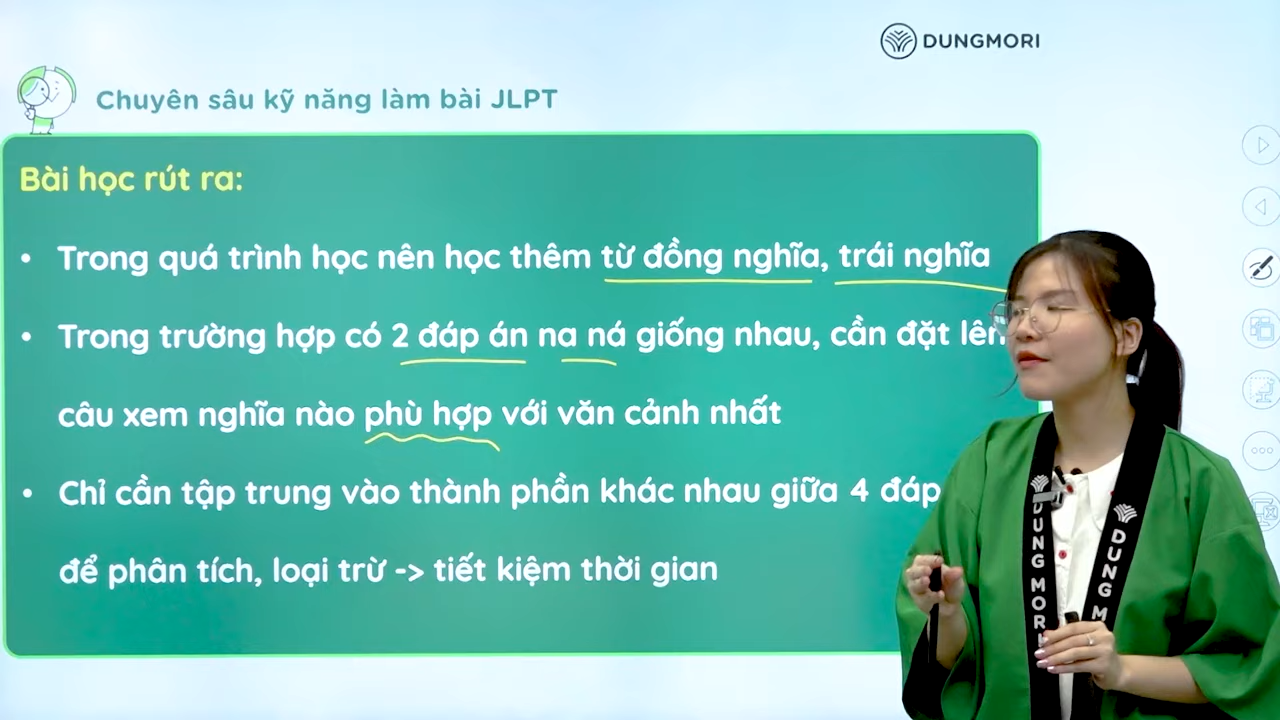 DUNGMORI
Chuyên sâu kỹ năng làm bài JLPT
Bài học rút ra:
• Trong quá trình học nên học thêm từ đồng nghĩa, trái nghĩa
• Trong trường hợp có 2 đáp án na ná giống nhau, cần đặt lên
câu xem nghĩa nào phù hợp với văn cảnh nhất
• Chỉ cần tập trung vào thành phần khác nhau giữa 4 đáp
để phân tích, loại trừ -> tiết kiệm thời gian
DUNG MORI
DUNG M